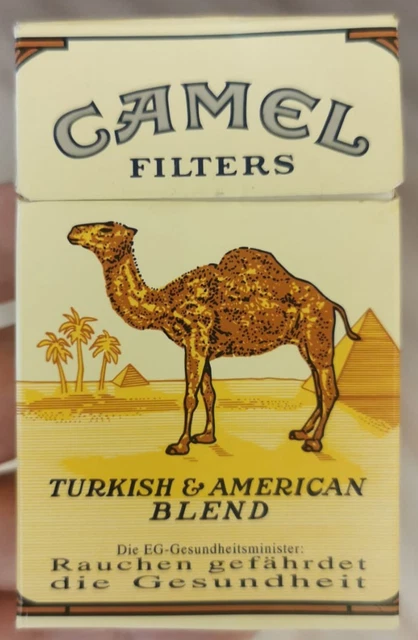 CAMEL
FILTERS
TURKISH & AMERICAN
BLEND
Die EG-Gesundheitsminister:
Rauchen gefährdet
die Gesundheit